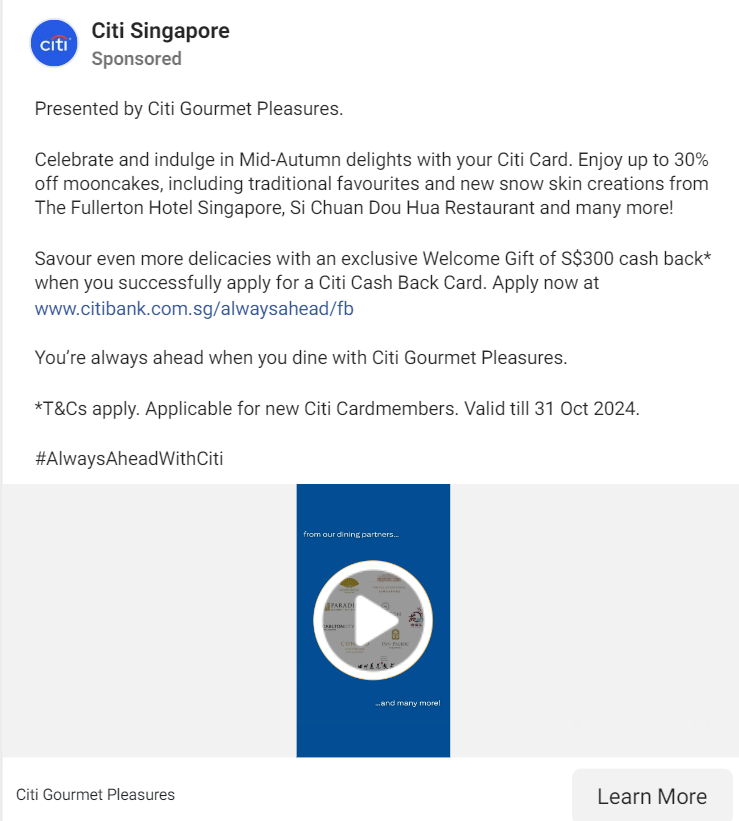 citi
Citi Singapore
Sponsored
Presented by Citi Gourmet Pleasures.
Celebrate and indulge in Mid-Autumn delights with your Citi Card. Enjoy up to 30%
off mooncakes, including traditional favourites and new snow skin creations from
The Fullerton Hotel Singapore, Si Chuan Dou Hua Restaurant and many more!
Savour even more delicacies with an exclusive Welcome Gift of S$300 cash back*
when you successfully apply for a Citi Cash Back Card. Apply now at
www.citibank.com.sg/alwaysahead/fb
You’re always ahead when you dine with Citi Gourmet Pleasures.
*T&Cs apply. Applicable for new Citi Cardmembers. Valid till 31 Oct 2024.
#AlwaysAheadWithCiti
from our dining partners...
...and many more!
Citi Gourmet Pleasures
Learn More